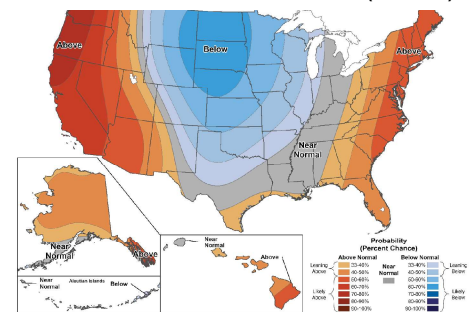 Above
Below
Above
Near
Normal
Near
Normal
Above
Near
Normal
Aleutian Islands
Below
Near
Normal
Above
Probability
(Percent Chance)
Above Normal
Near
Normal
Below Normal
Leaning
Above
Likely
Above
33-40%
40-50%
50-60%
60-70%
70-80%
80-90%
90-100%
33-40%
40-50%
50-60%
60-70%
70-80%
80-90%
90-100%
Leaning
Below
Likely
Below